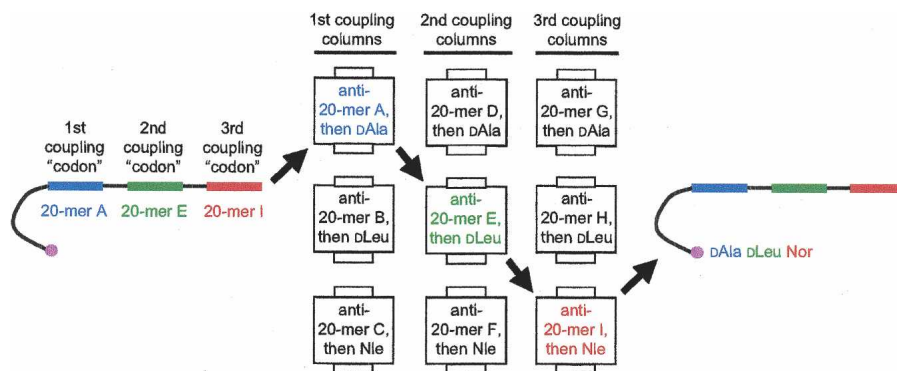 1st coupling 2nd coupling 3rd coupling
columns columns columns
1st 2nd 3rd
coupling coupling coupling
"codon" "codon" "codon"
20-mer A 20-mer E 20-mer I
anti-
20-mer A,
then DAla
anti-
20-mer D,
then DAla
anti-
20-mer G,
then DAla
anti-
20-mer B,
then DLeu
anti-
20-mer E,
then DLeu
anti-
20-mer H,
then DLeu
anti-
20-mer C,
then Nle
anti-
20-mer F,
then Nle
anti-
20-mer I,
then Nle
DAla DLeu Nor